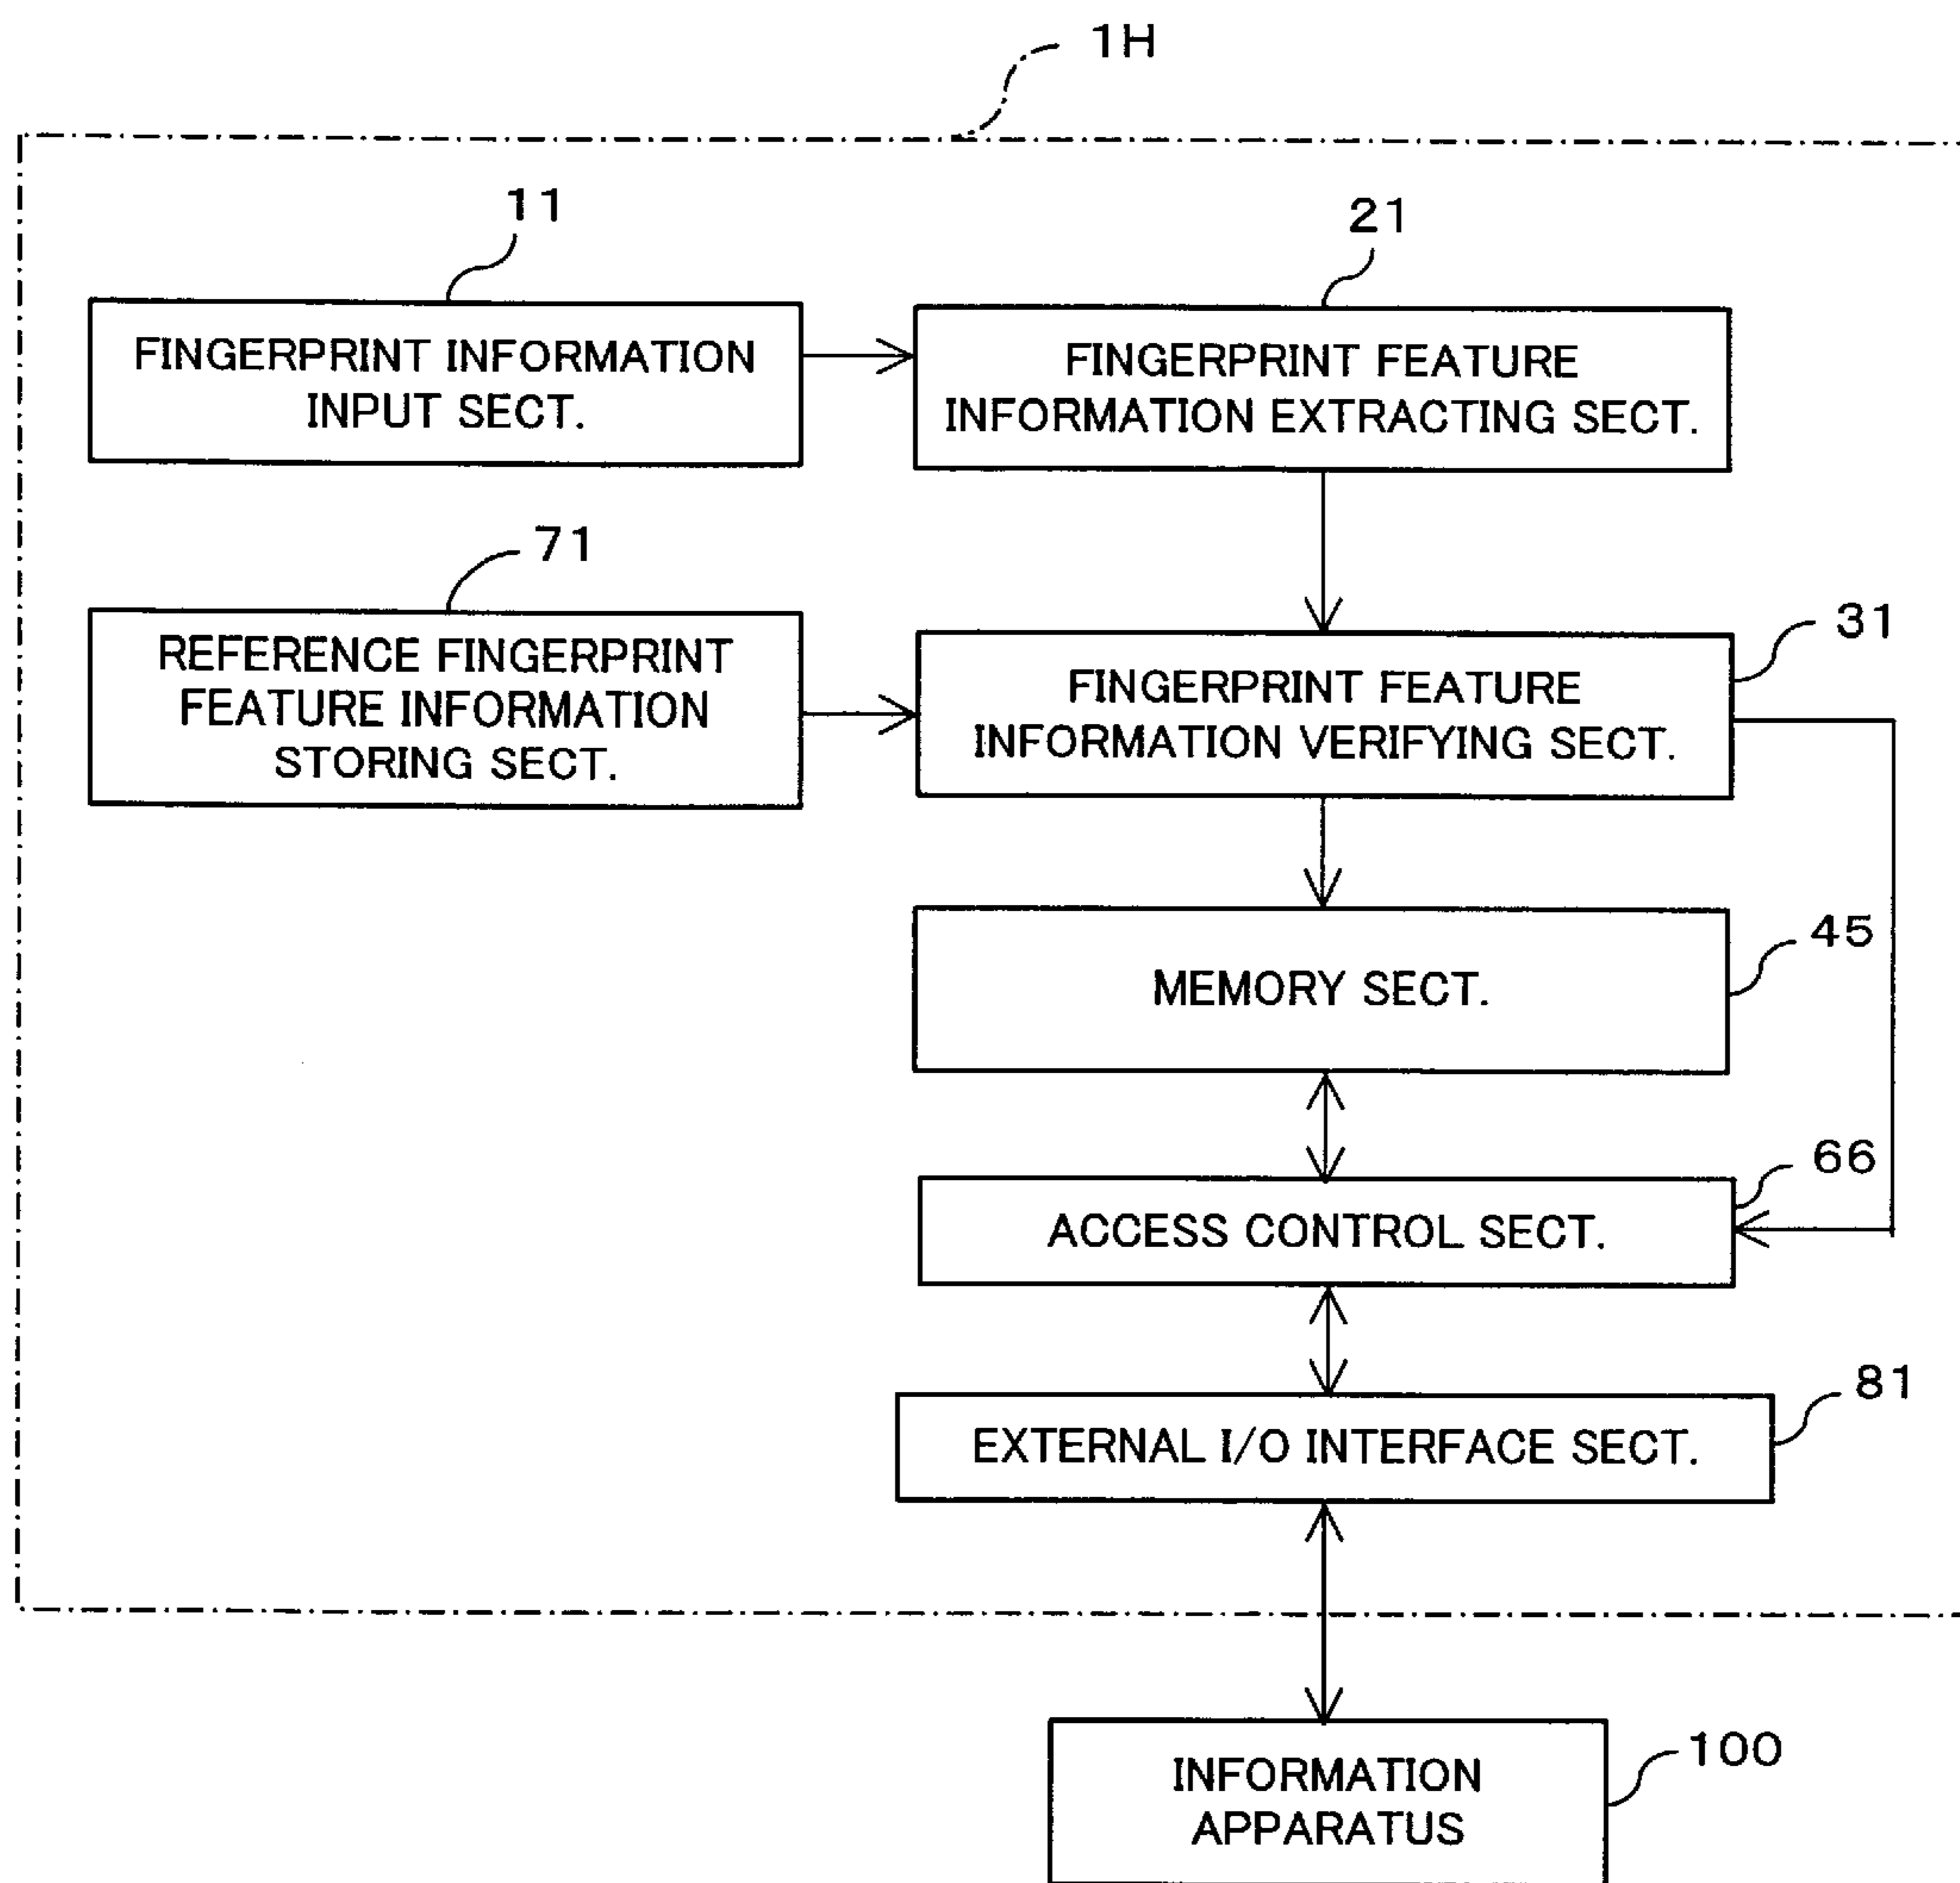 1H
11
21
FINGERPRINT INFORMATION
INPUT SECT.
FINGERPRINT FEATURE
INFORMATION EXTRACTING SECT.
71
31
REFERENCE FINGERPRINT
FEATURE INFORMATION
STORING SECT.
FINGERPRINT FEATURE
INFORMATION VERIFYING SECT.
45
MEMORY SECT.
66
ACCESS CONTROL SECT.
81
EXTERNAL I/O INTERFACE SECT.
100
INFORMATION
APPARATUS